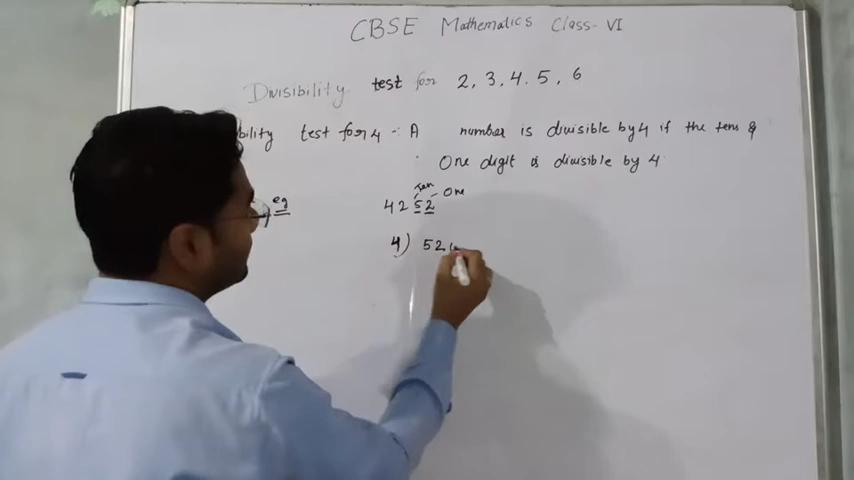 CBSE Mathematics Class - VI
Divisibility test for 2, 3, 4. 5, 6
bility test for 4 :- A number is divisible by 4 if the tens &
One digit is divisible by 4
eg
Ten One
42 52
4) 52